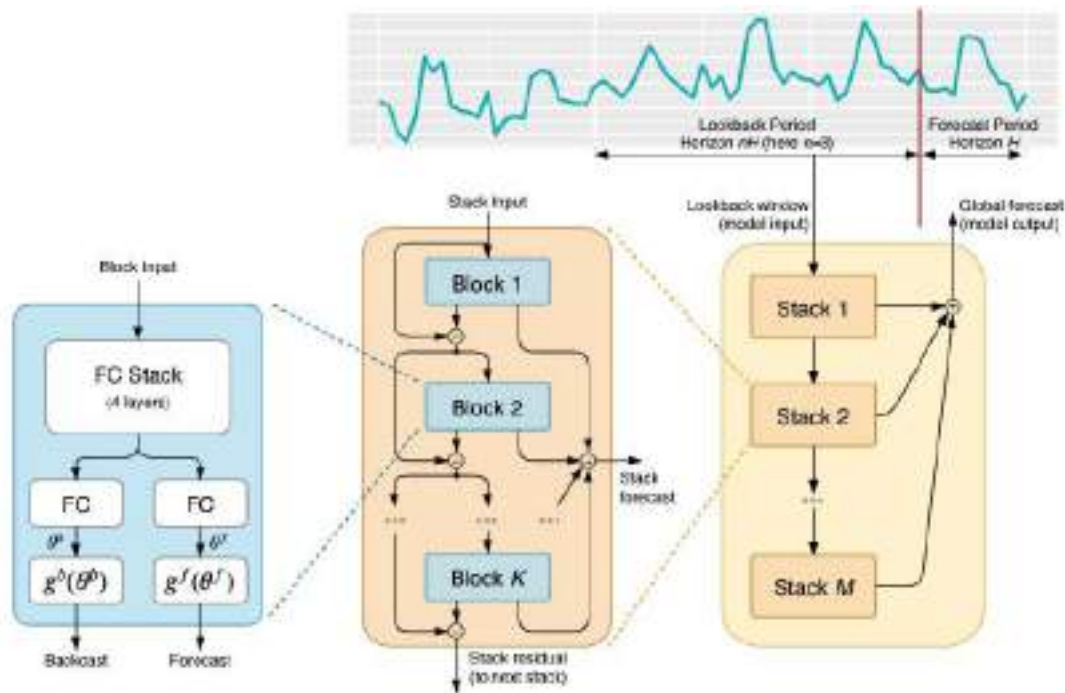 Lookback Period
Horizon nH (here n=3)
Forecast Period
Horizon H
Lookback window
(model input)
Global forecast
(model output)
Stack Input
Block Input
Block 1
Block 2
...
...
...
Block K
Stack
forecast
Stack residual
(to next stack)
FC Stack
(4 layers)
FC
FC
θᵇ
θᶠ
gᵇ(θᵇ)
gᶠ(θᶠ)
Backcast
Forecast
Stack 1
Stack 2
...
Stack M